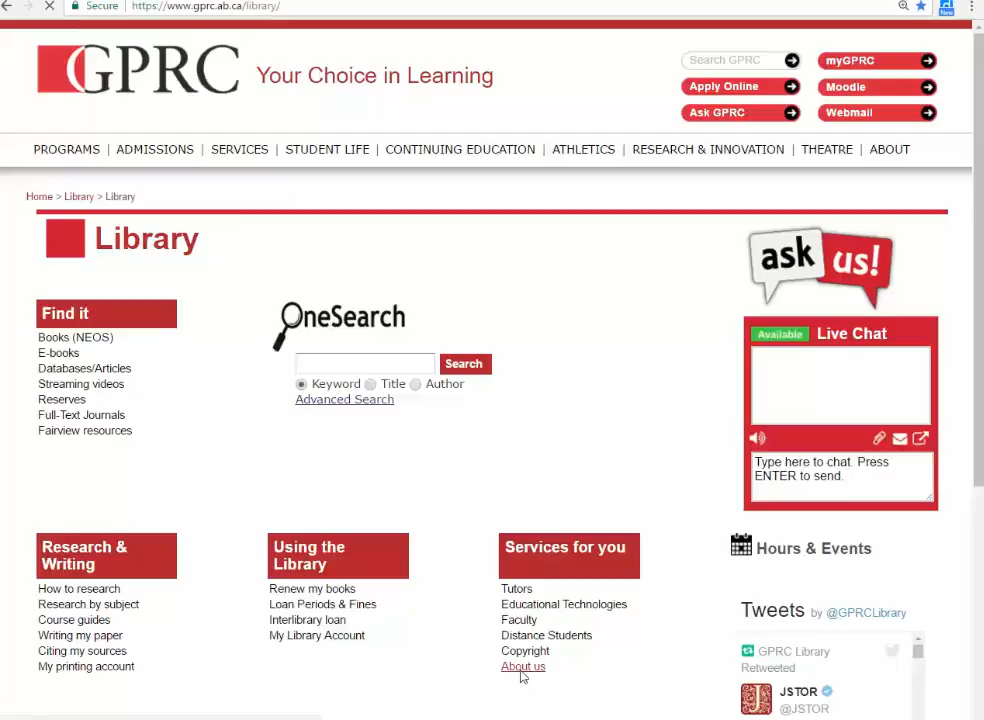 Secure https://www.gprc.ab.ca/library/
New
GPRC Your Choice in Learning
Search GPRC
myGPRC
Apply Online
Moodle
Ask GPRC
Webmail
PROGRAMS | ADMISSIONS | SERVICES | STUDENT LIFE | CONTINUING EDUCATION | ATHLETICS | RESEARCH & INNOVATION | THEATRE | ABOUT
Home > Library > Library
Library
ask us!
Find it
Books (NEOS)
E-books
Databases/Articles
Streaming videos
Reserves
Full-Text Journals
Fairview resources
OneSearch
Search
Keyword Title Author
Advanced Search
Available Live Chat
Type here to chat. Press
ENTER to send.
Research &
Writing
How to research
Research by subject
Course guides
Writing my paper
Citing my sources
My printing account
Using the
Library
Renew my books
Loan Periods & Fines
Interlibrary loan
My Library Account
Services for you
Tutors
Educational Technologies
Faculty
Distance Students
Copyright
About us
Hours & Events
Tweets by @GPRCLibrary
GPRC Library
Retweeted
JSTOR
@JSTOR